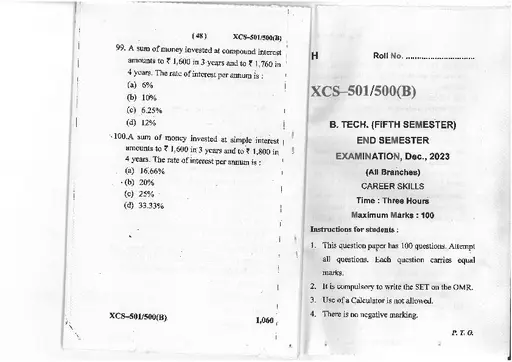 ( 48 ) XCS-501/500(B)
99. A sum of money invested at compound interest
amounts to ₹ 1,600 in 3 years and to ₹ 1,760 in
4 years. The rate of interest per annum is :
(a) 6%
(b) 10%
(c) 6.25%
(d) 12%
100. A sum of money invested at simple interest
amounts to ₹ 1,600 in 3 years and to ₹ 1,800 in
4 years. The rate of interest per annum is :
(a) 16.66%
(b) 20%
(c) 25%
(d) 33.33%
XCS-501/500(B) 1,060
H Roll No. ..............................
XCS-501/500(B)
B. TECH. (FIFTH SEMESTER)
END SEMESTER
EXAMINATION, Dec., 2023
(All Branches)
CAREER SKILLS
Time : Three Hours
Maximum Marks : 100
Instructions for students :
1. This question paper has 100 questions. Attempt
all questions. Each question carries equal
marks.
2. It is compulsory to write the SET on the OMR.
3. Use of a Calculator is not allowed.
4. There is no negative marking.
P. T. O.